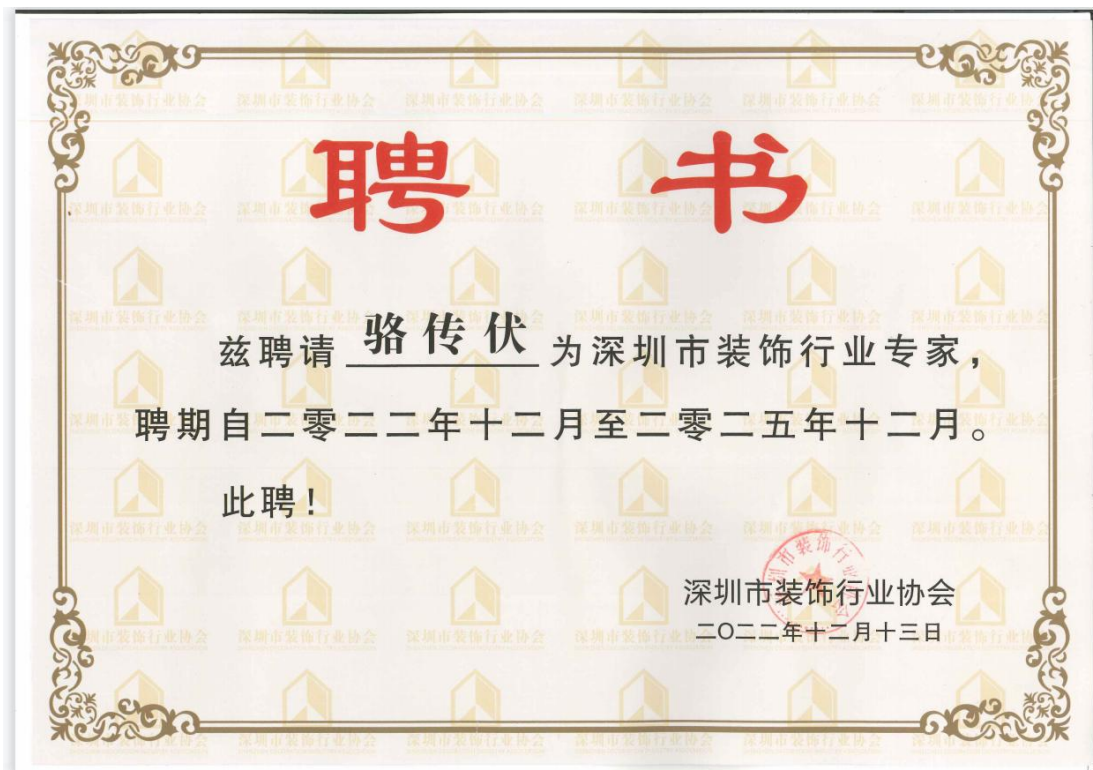 聘 书
兹聘请 骆传伏 为深圳市装饰行业专家，
聘期自二零二二年十二月至二零二五年十二月。
此聘！
深圳市装饰行业协会
二〇二二年十二月十三日